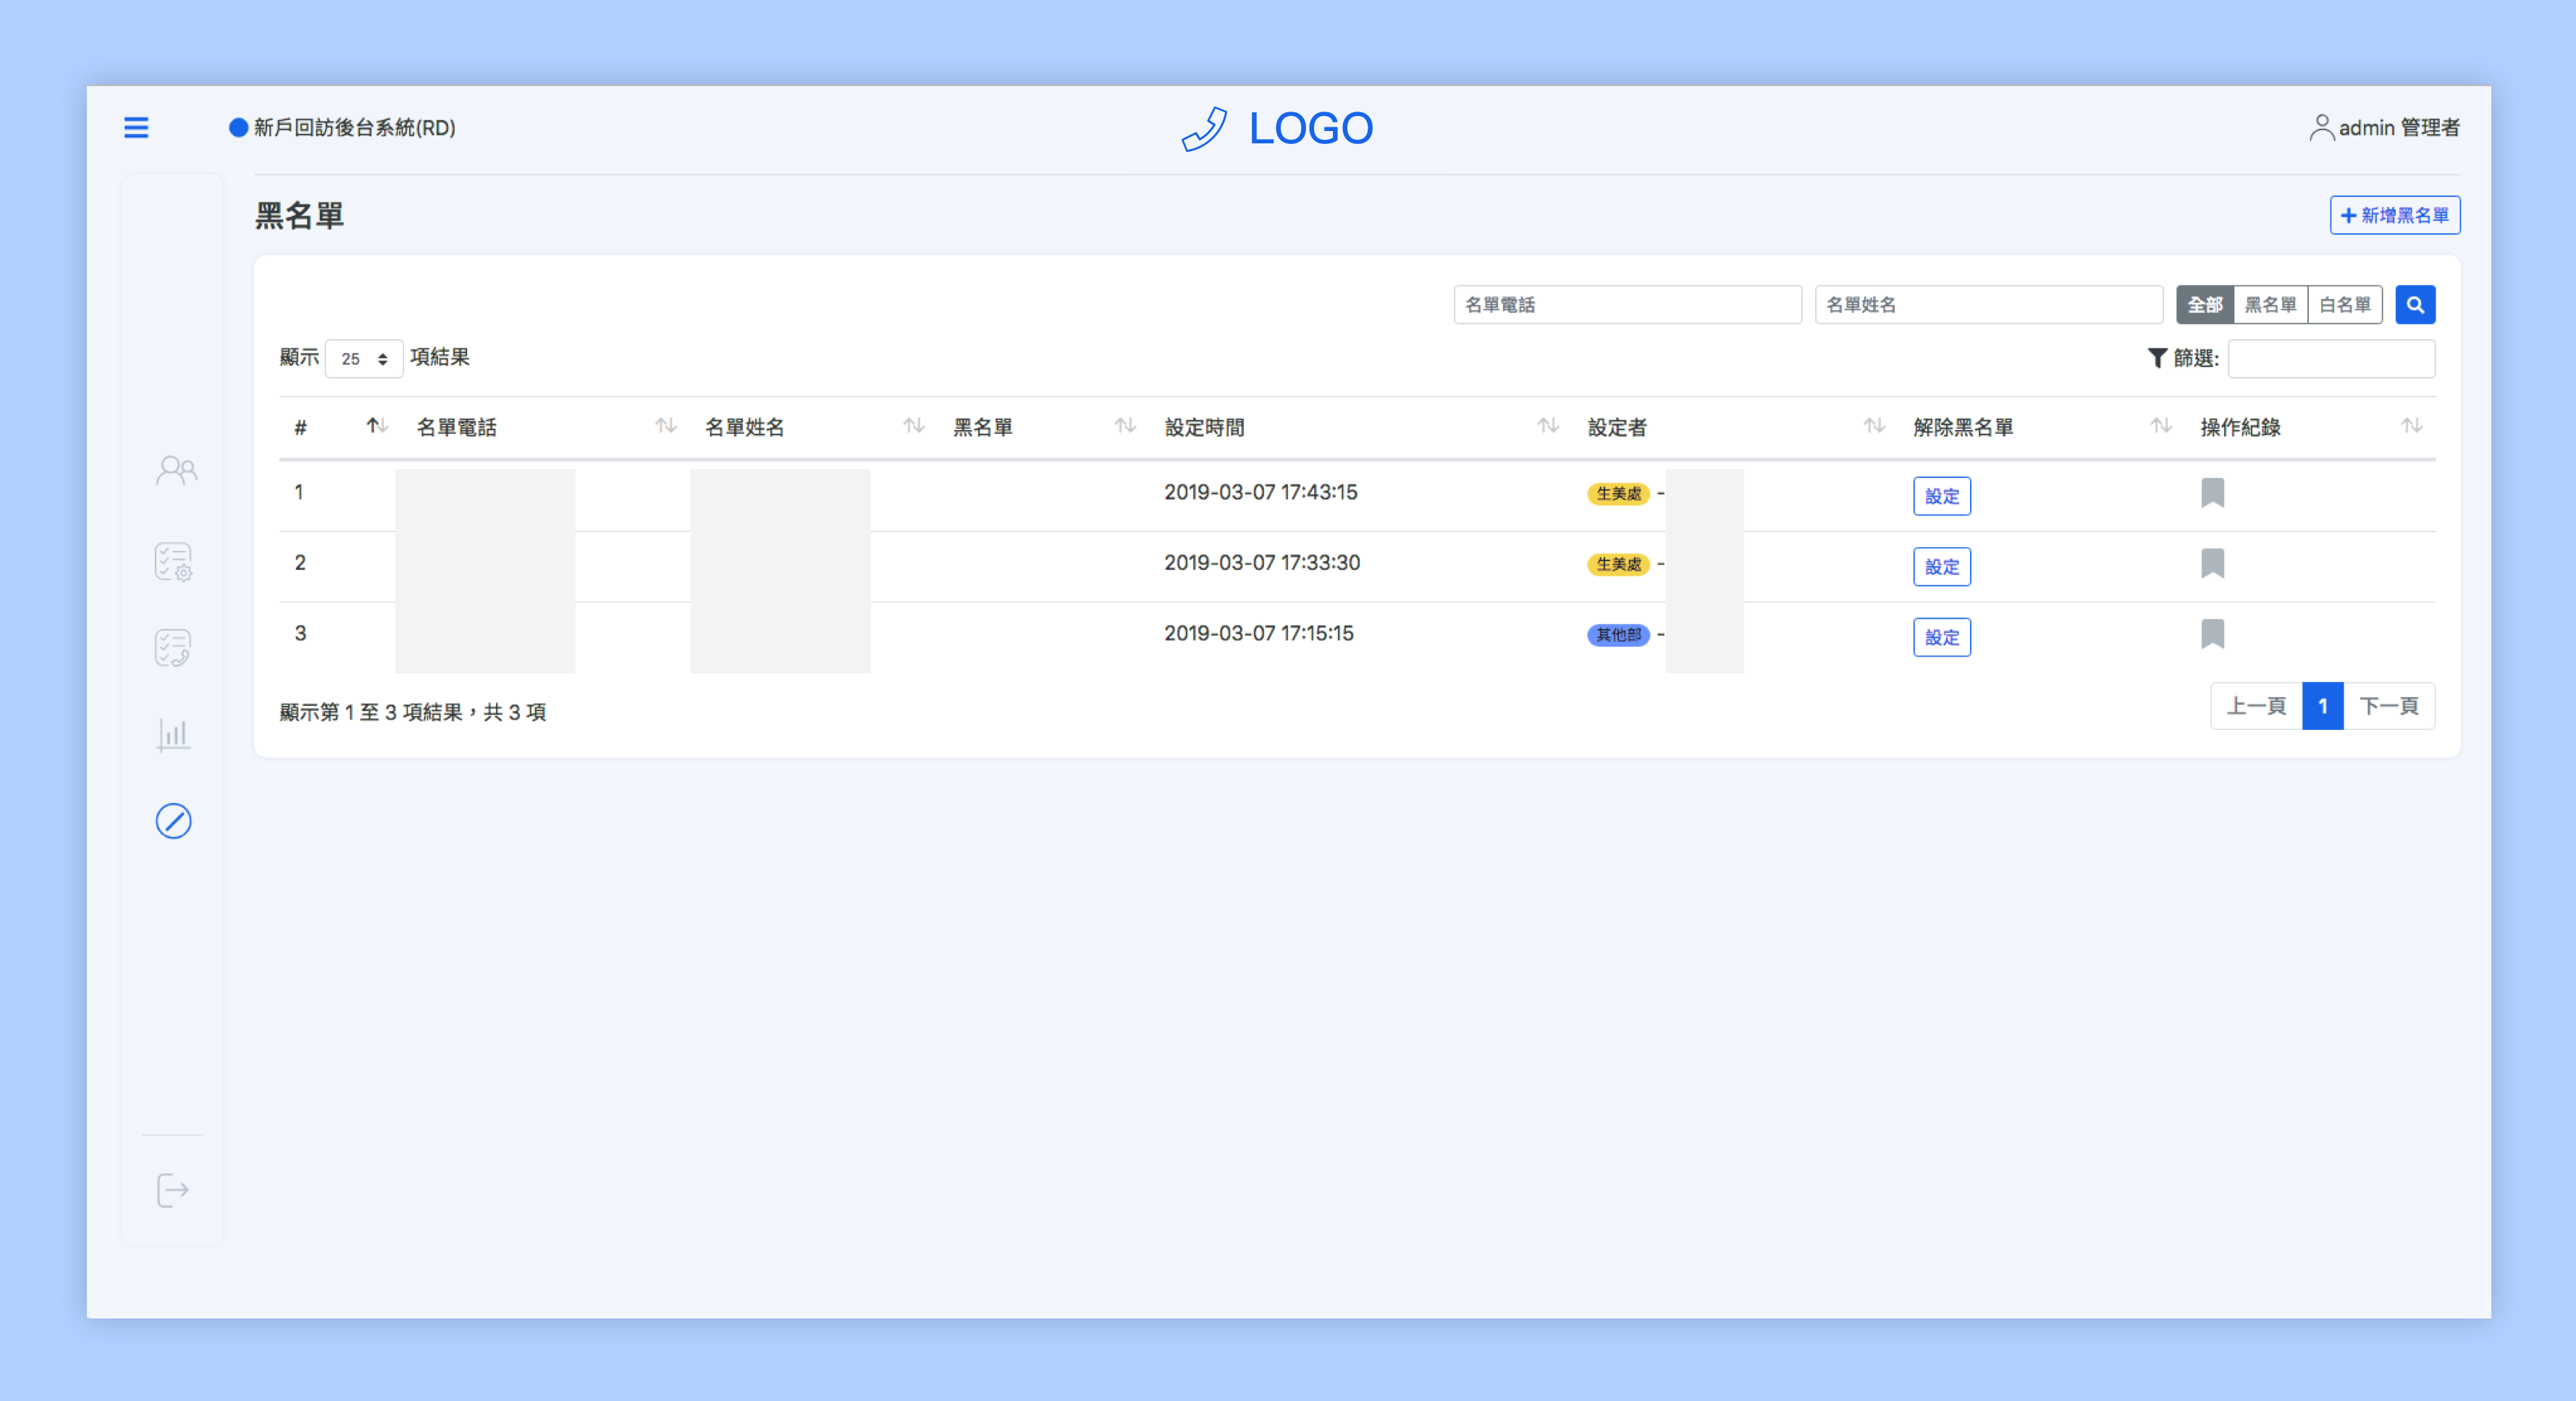 新戶回訪後台系統(RD)
LOGO
admin 管理者
黑名單
新增黑名單
名單電話 名單姓名 全部 黑名單 白名單
顯示 25 項結果 篩選:
# 名單電話 名單姓名 黑名單 設定時間 設定者 解除黑名單 操作紀錄
1 2019-03-07 17:43:15 生美處 - 設定
2 2019-03-07 17:33:30 生美處 - 設定
3 2019-03-07 17:15:15 其他部 - 設定
顯示第 1 至 3 項結果，共 3 項
上一頁 1 下一頁